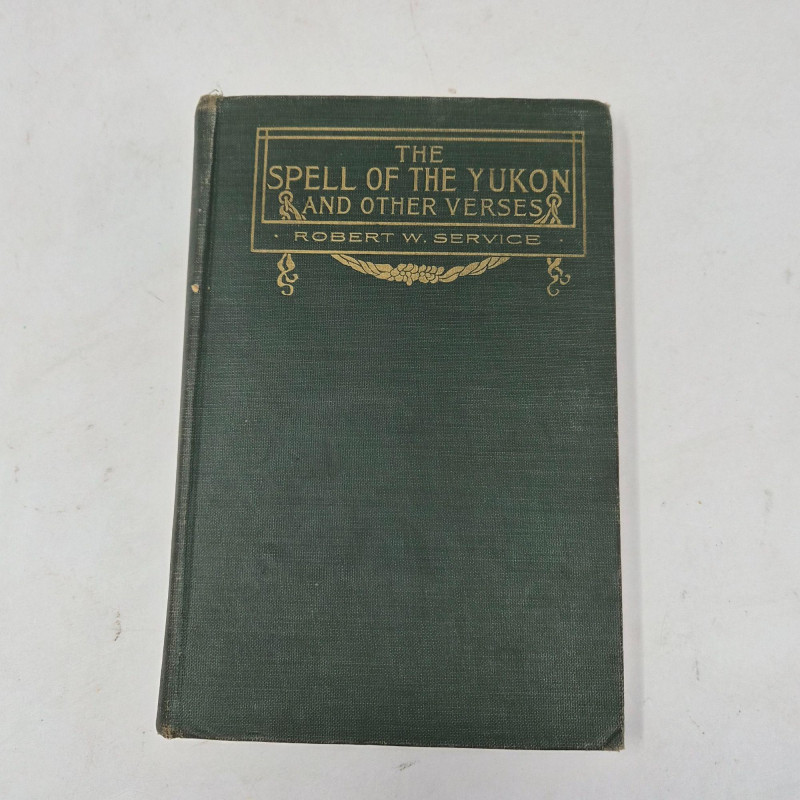 THE
SPELL OF THE YUKON
AND OTHER VERSES
· ROBERT W. SERVICE ·